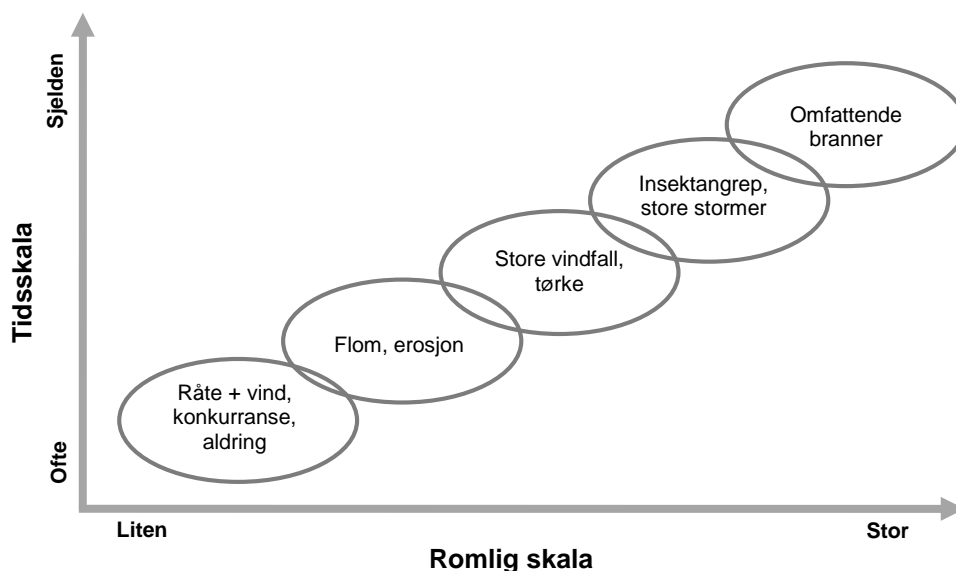 Sjelden
Omfattende
branner
Insektangrep,
store stormer
Tidsskala
Store vindfall,
tørke
Flom, erosjon
Råte + vind,
konkurranse,
aldring
Ofte
Liten
Stor
Romlig skala